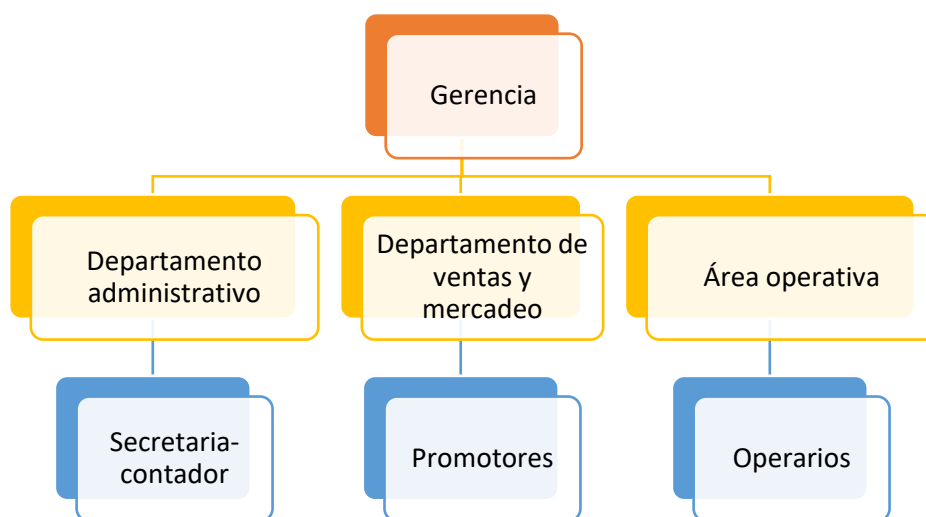 Gerencia
Departamento
administrativo
Departamento de
ventas y
mercadeo
Área operativa
Secretaria-
contador
Promotores
Operarios